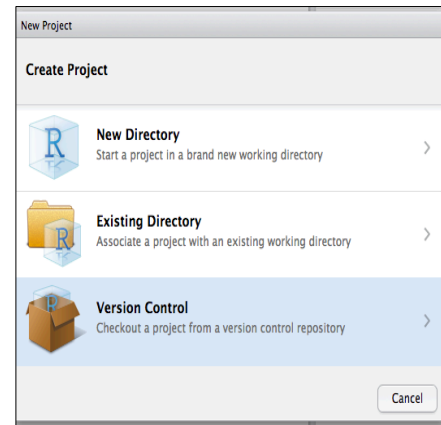 New Project
Create Project
New Directory
Start a project in a brand new working directory
Existing Directory
Associate a project with an existing working directory
Version Control
Checkout a project from a version control repository
Cancel